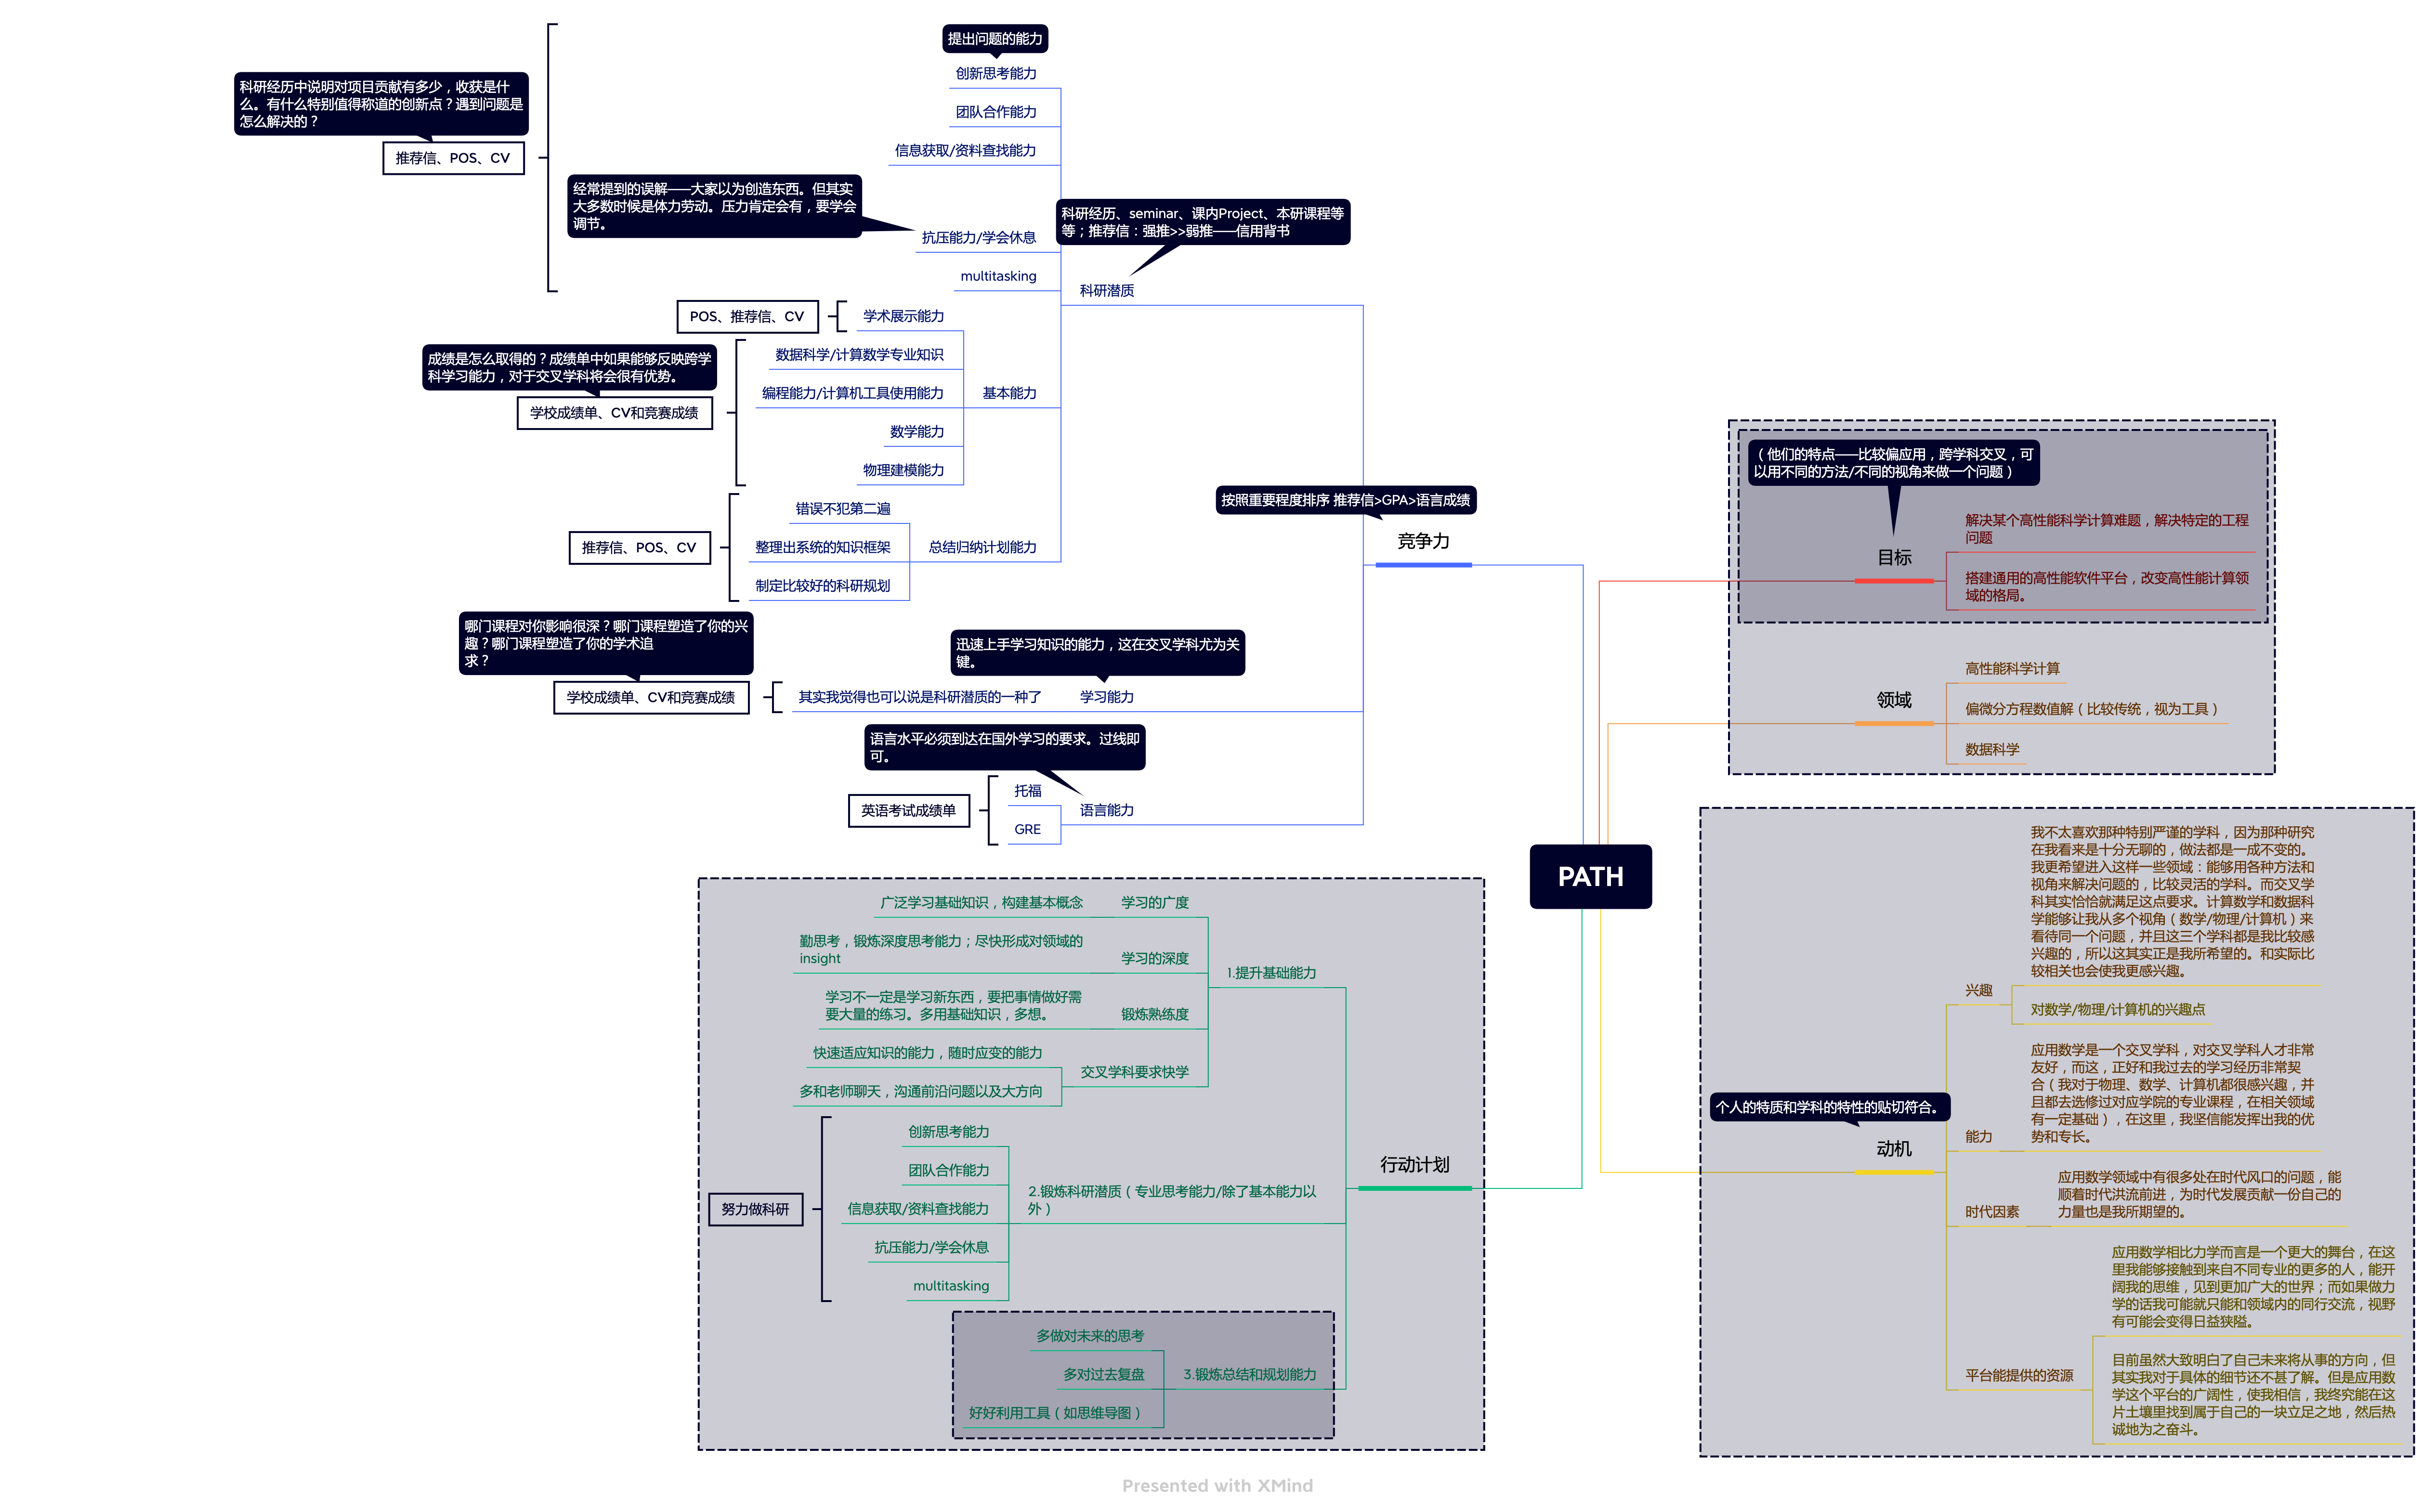 提出问题的能力
创新思考能力
团队合作能力
信息获取/资料查找能力
科研经历中说明对项目贡献有多少，收获是什
么。有什么特别值得称道的创新点？遇到问题是
怎么解决的？
推荐信、POS、CV
经常提到的误解——大家以为创造东西。但其实
大多数时候是体力劳动。压力肯定会有，要学会
调节。
抗压能力/学会休息
multitasking
科研经历、seminar、课内Project、本研课程等
等；推荐信：强推>>弱推——信用背书
科研潜质
POS、推荐信、CV
学术展示能力
数据科学/计算数学专业知识
编程能力/计算机工具使用能力
数学能力
物理建模能力
基本能力
成绩是怎么取得的？成绩单中如果能够反映跨学
科学习能力，对于交叉学科将会很有优势。
学校成绩单、CV和竞赛成绩
错误不犯第二遍
整理出系统的知识框架
制定比较好的科研规划
总结归纳计划能力
推荐信、POS、CV
按照重要程度排序 推荐信>GPA>语言成绩
竞争力
哪门课程对你影响很深？哪门课程塑造了你的兴
趣？哪门课程塑造了你的学术追
求？
学校成绩单、CV和竞赛成绩
其实我觉得也可以说是科研潜质的一种了
迅速上手学习知识的能力，这在交叉学科尤为关
键。
学习能力
语言水平必须到达在国外学习的要求。过线即
可。
英语考试成绩单
托福
GRE
语言能力
PATH
（他们的特点——比较偏应用，跨学科交叉，可
以用不同的方法/不同的视角来做一个问题）
目标
解决某个高性能科学计算难题，解决特定的工程
问题
搭建通用的高性能软件平台，改变高性能计算领
域的格局。
领域
高性能科学计算
偏微分方程数值解（比较传统，视为工具）
数据科学
个人的特质和学科的特性的贴切符合。
动机
兴趣
我不太喜欢那种特别严谨的学科，因为那种研究
在我看来是十分无聊的，做法都是一成不变的。
我更希望进入这样一些领域：能够用各种方法和
视角来解决问题的，比较灵活的学科。而交叉学
科其实恰恰就满足这点要求。计算数学和数据科
学能够让我从多个视角（数学/物理/计算机）来
看待同一个问题，并且这三个学科都是我比较感
兴趣的，所以这其实正是我所希望的。和实际比
较相关也会使我更感兴趣。
对数学/物理/计算机的兴趣点
能力
应用数学是一个交叉学科，对交叉学科人才非常
友好，而这，正好和我过去的学习经历非常契
合（我对于物理、数学、计算机都很感兴趣，并
且都去选修过对应学院的专业课程，在相关领域
有一定基础），在这里，我坚信能发挥出我的优
势和专长。
时代因素
应用数学领域中有很多处在时代风口的问题，能
顺着时代洪流前进，为时代发展贡献一份自己的
力量也是我所期望的。
平台能提供的资源
应用数学相比力学而言是一个更大的舞台，在这
里我能够接触到来自不同专业的更多的人，能开
阔我的思维，见到更加广大的世界；而如果做力
学的话我可能就只能和领域内的同行交流，视野
有可能会变得日益狭隘。
目前虽然大致明白了自己未来将从事的方向，但
其实我对于具体的细节还不甚了解。但是应用数
学这个平台的广阔性，使我相信，我终究能在这
片土壤里找到属于自己的一块立足之地，然后热
诚地为之奋斗。
行动计划
1.提升基础能力
学习的广度
广泛学习基础知识，构建基本概念
学习的深度
勤思考，锻炼深度思考能力；尽快形成对领域的
insight
锻炼熟练度
学习不一定是学习新东西，要把事情做好需
要大量的练习。多用基础知识，多想。
交叉学科要求快学
快速适应知识的能力，随时应变的能力
多和老师聊天，沟通前沿问题以及大方向
2.锻炼科研潜质（专业思考能力/除了基本能力以
外）
创新思考能力
团队合作能力
信息获取/资料查找能力
抗压能力/学会休息
multitasking
努力做科研
3.锻炼总结和规划能力
多做对未来的思考
多对过去复盘
好好利用工具（如思维导图）
Presented with XMind